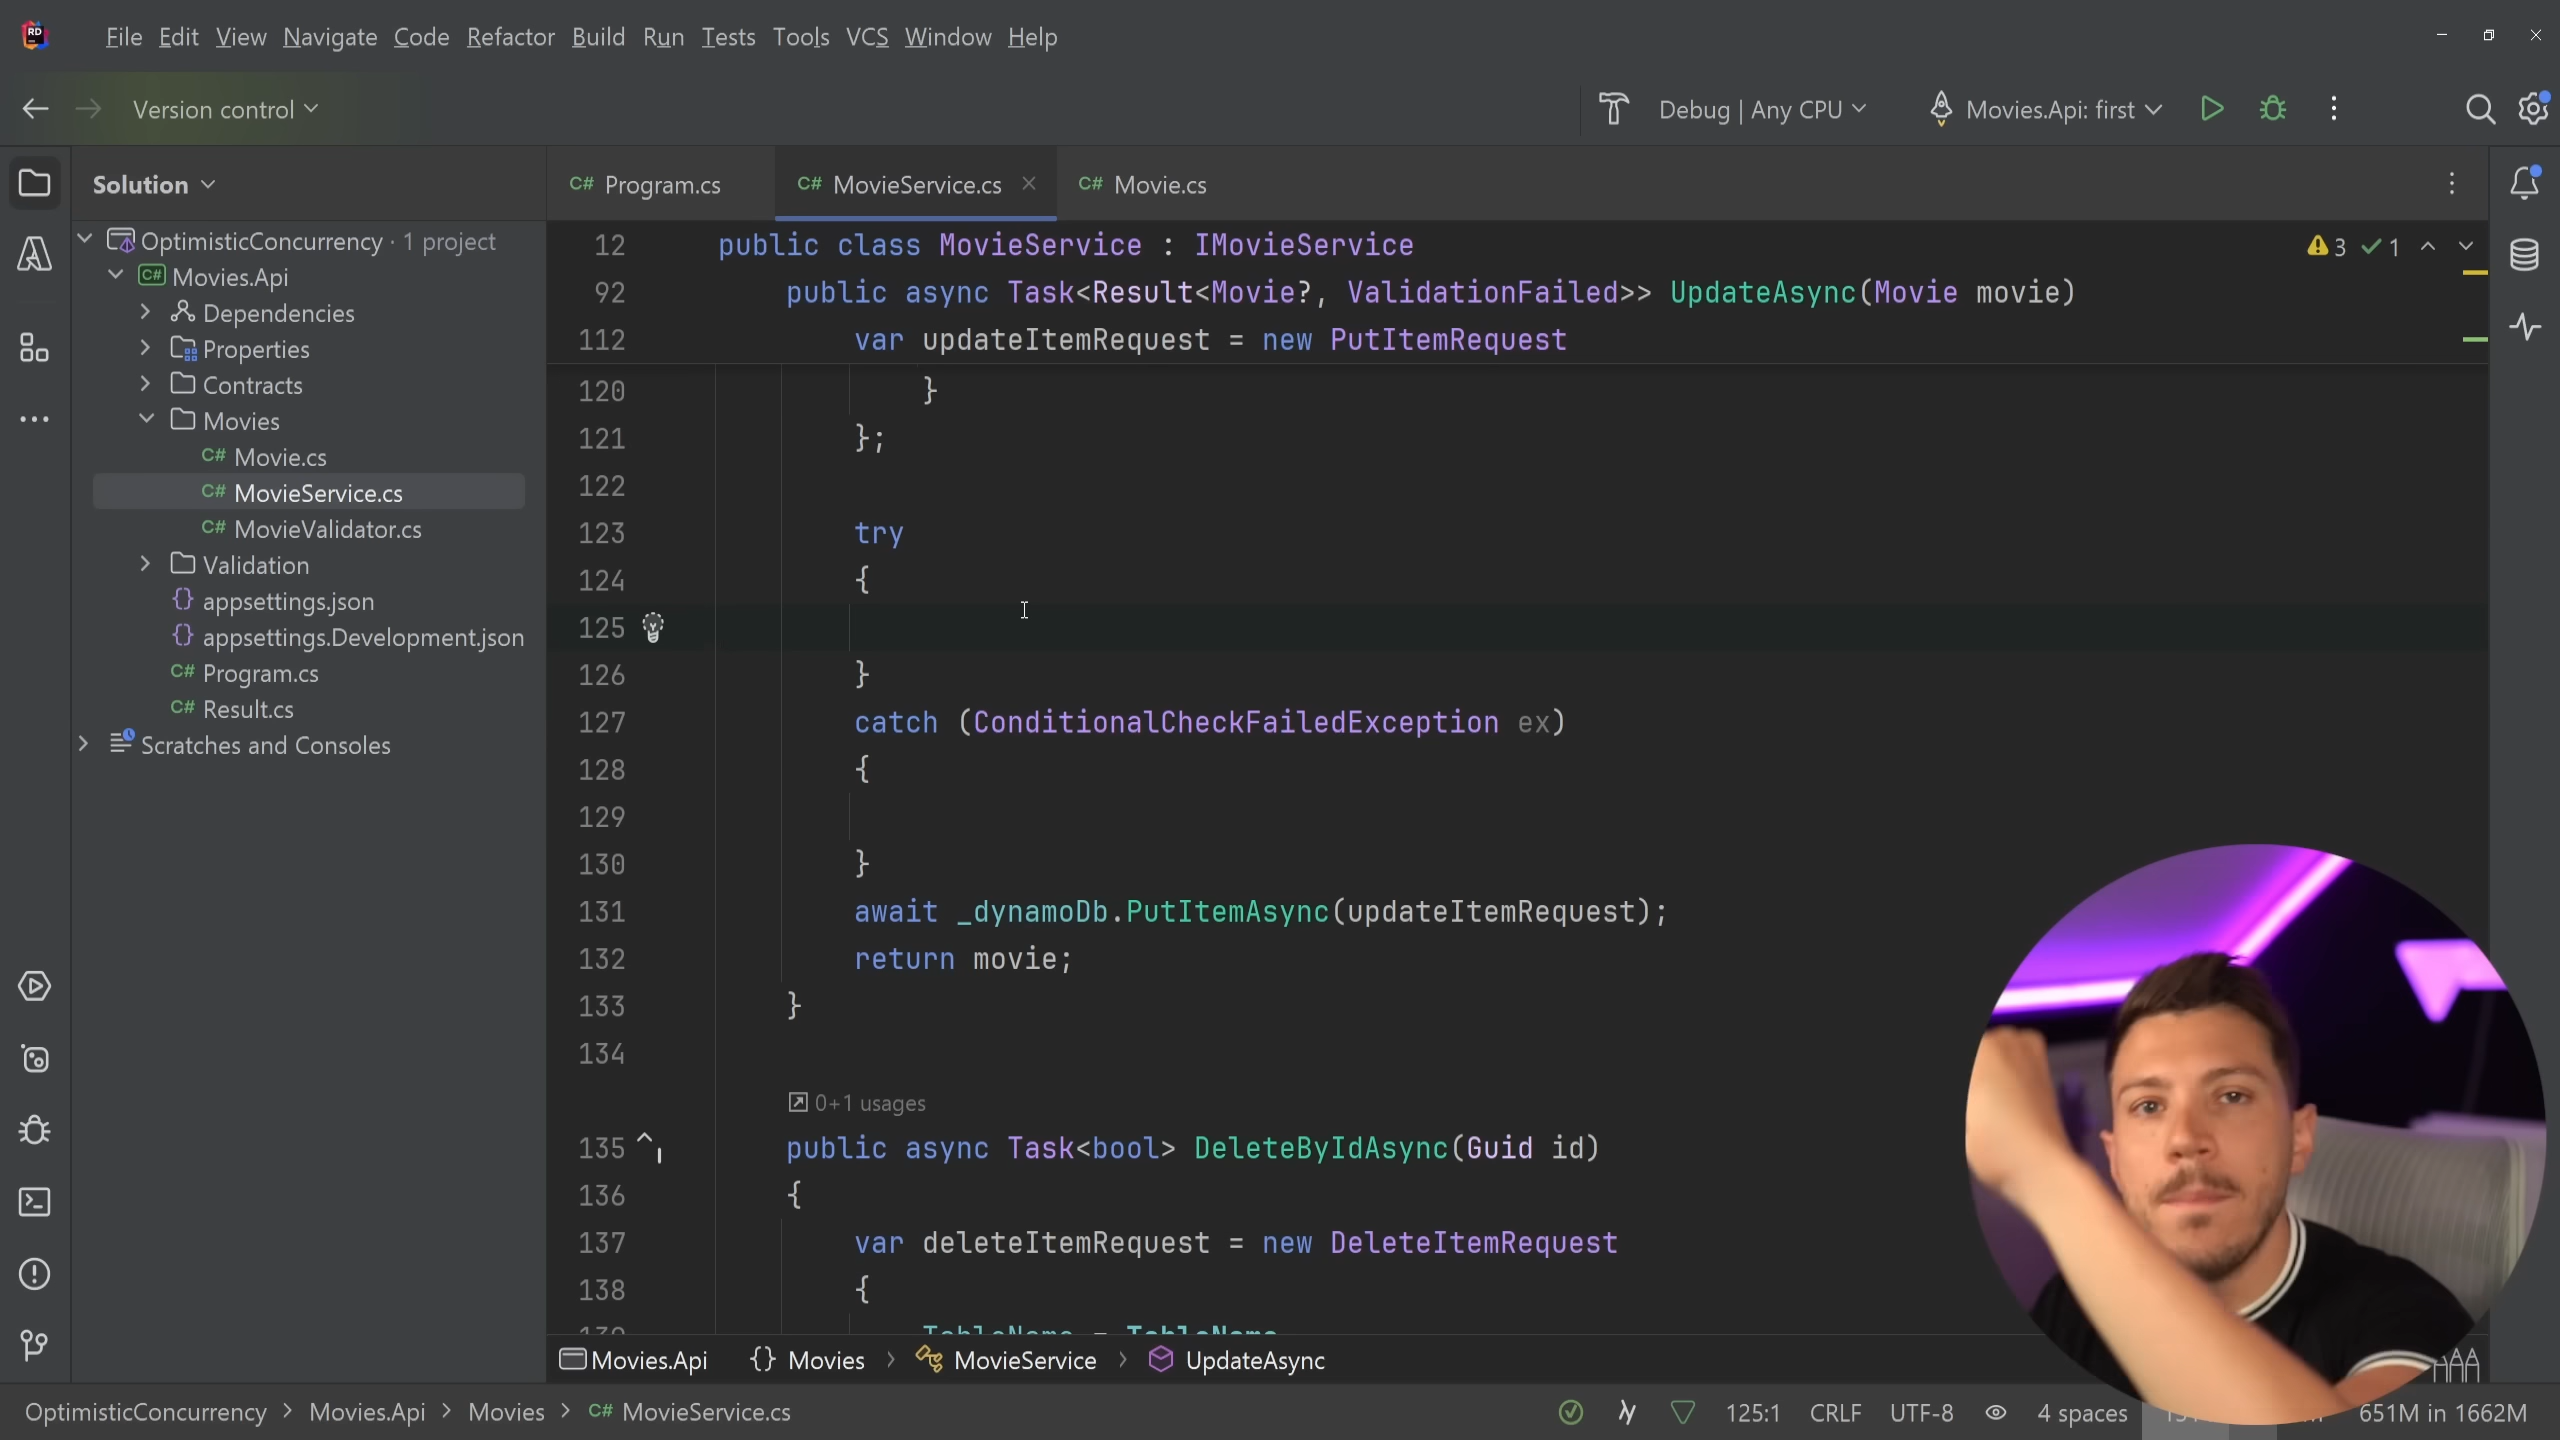 RD
File Edit View Navigate Code Refactor Build Run Tests Tools VCS Window Help
Version control
Debug | Any CPU
Movies.Api: first
Solution
C# Program.cs
C# MovieService.cs
C# Movie.cs
OptimisticConcurrency · 1 project
C# Movies.Api
Dependencies
Properties
Contracts
Movies
C# Movie.cs
C# MovieService.cs
C# MovieValidator.cs
Validation
{} appsettings.json
{} appsettings.Development.json
C# Program.cs
C# Result.cs
Scratches and Consoles
3 1
12 public class MovieService : IMovieService
92 public async Task<Result<Movie?, ValidationFailed>> UpdateAsync(Movie movie)
112 var updateItemRequest = new PutItemRequest
120 }
121 };
122
123 try
124 {
125
126 }
127 catch (ConditionalCheckFailedException ex)
128 {
129
130 }
131 await _dynamoDb.PutItemAsync(updateItemRequest);
132 return movie;
133 }
134
0+1 usages
135 public async Task<bool> DeleteByIdAsync(Guid id)
136 {
137 var deleteItemRequest = new DeleteItemRequest
138 {
139 TableName = TableName
Movies.Api {} Movies > MovieService > UpdateAsync
OptimisticConcurrency > Movies.Api > Movies > C# MovieService.cs
125:1 CRLF UTF-8 4 spaces
651M in 1662M